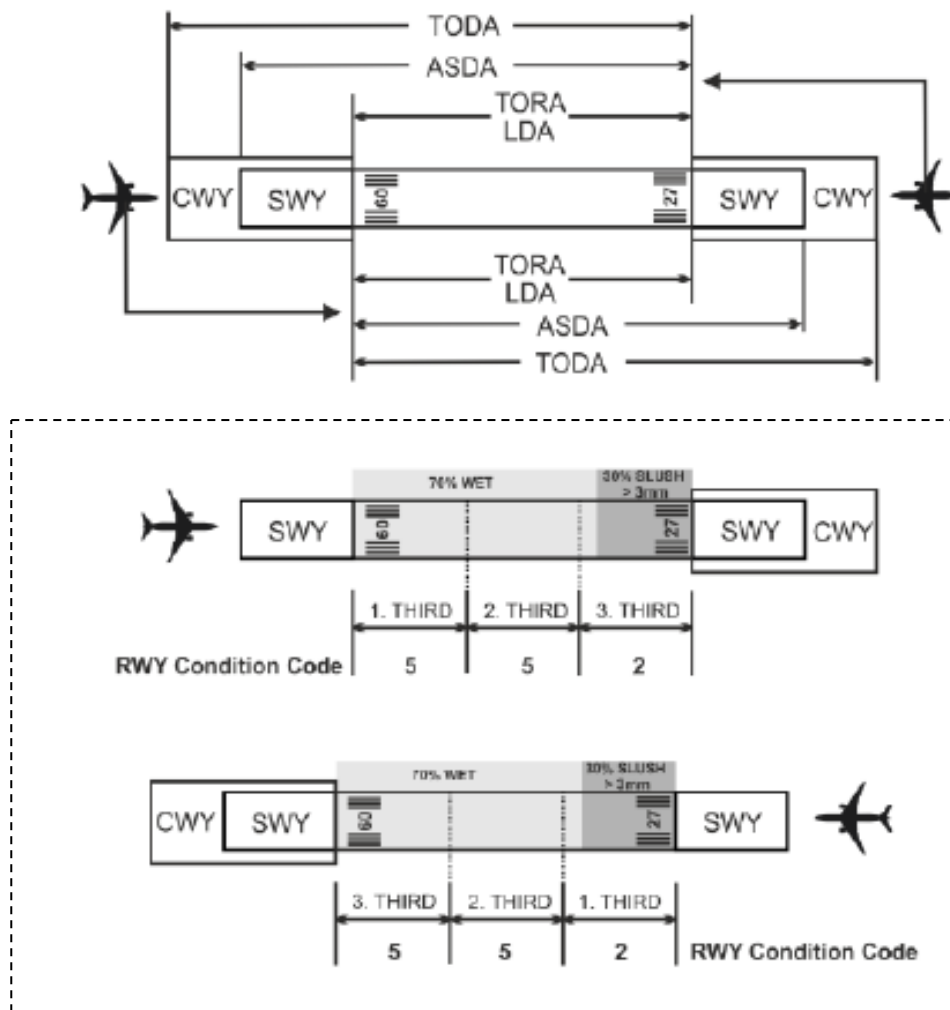 TODA
ASDA
TORA
LDA
CWY SWY 09 27 SWY CWY
TORA
LDA
ASDA
TODA
70% WET 30% SLUSH
> 3mm
SWY 09 27 SWY CWY
1. THIRD 2. THIRD 3. THIRD
RWY Condition Code 5 5 2
70% WET 30% SLUSH
> 3mm
CWY SWY 09 27 SWY
3. THIRD 2. THIRD 1. THIRD
5 5 2 RWY Condition Code